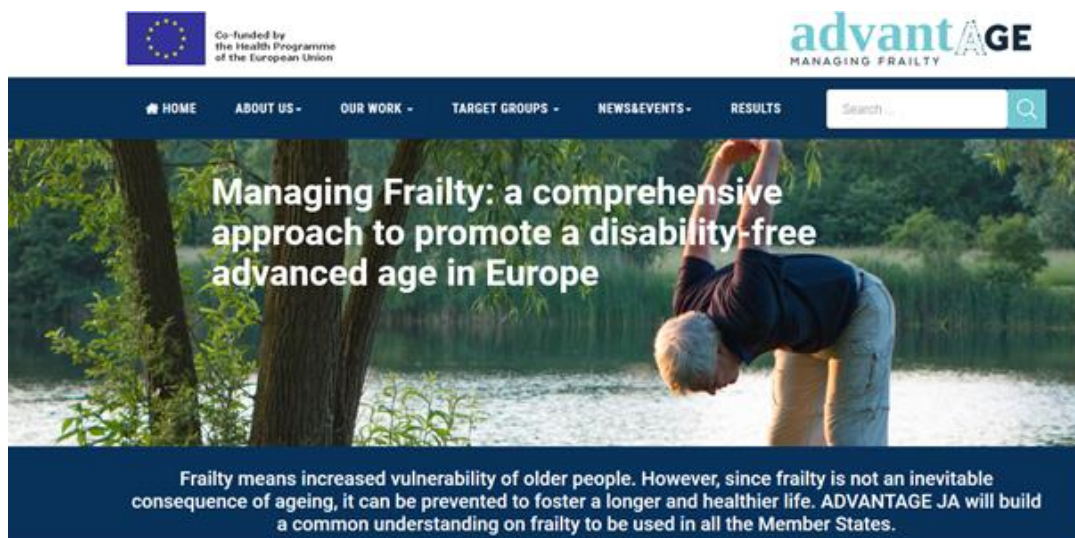 Co-funded by
the Health Programme
of the European Union
advantAGE
MANAGING FRAILTY
HOME ABOUT US OUR WORK TARGET GROUPS NEWS&EVENTS RESULTS Search ...
Managing Frailty: a comprehensive
approach to promote a disability-free
advanced age in Europe
Frailty means increased vulnerability of older people. However, since frailty is not an inevitable
consequence of ageing, it can be prevented to foster a longer and healthier life. ADVANTAGE JA will build
a common understanding on frailty to be used in all the Member States.